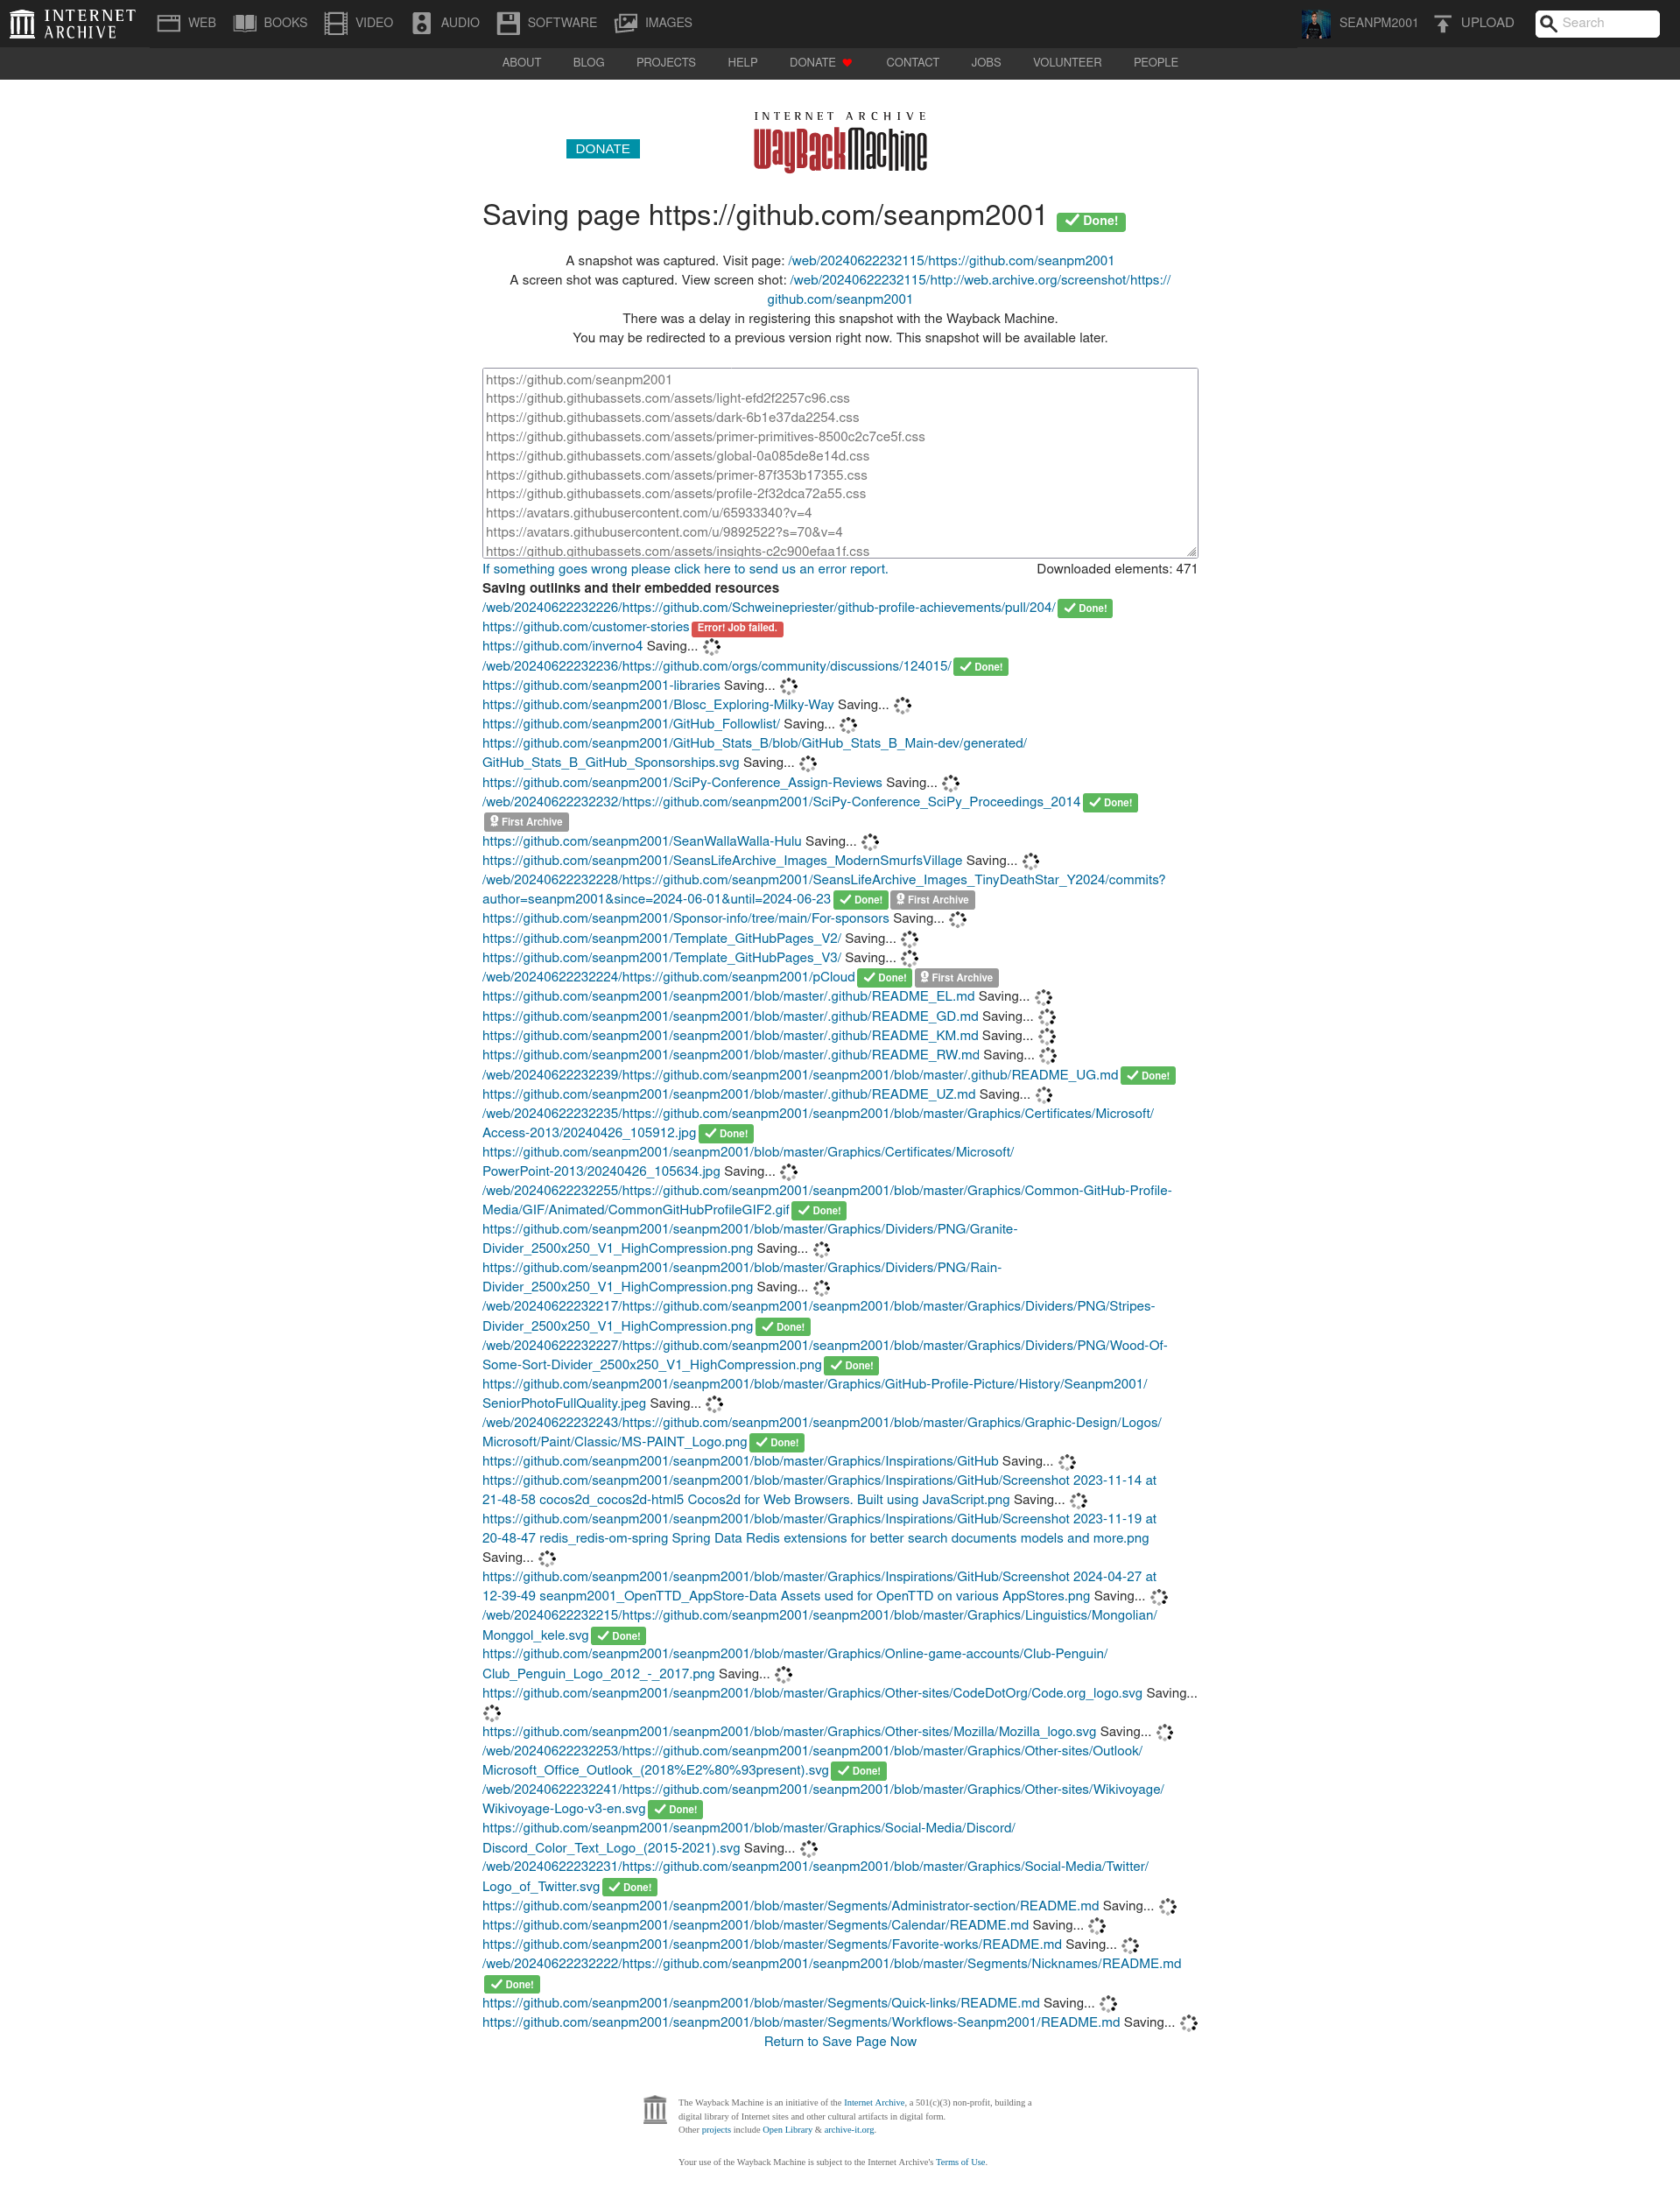 INTERNET ARCHIVE
WEB BOOKS VIDEO AUDIO SOFTWARE IMAGES SEANPM2001 UPLOAD Search
ABOUT BLOG PROJECTS HELP DONATE CONTACT JOBS VOLUNTEER PEOPLE
INTERNET ARCHIVE
DONATE WayBackMachine
Saving page https://github.com/seanpm2001 Done!
A snapshot was captured. Visit page: /web/20240622232115/https://github.com/seanpm2001
A screen shot was captured. View screen shot: /web/20240622232115/http://web.archive.org/screenshot/https://
github.com/seanpm2001
There was a delay in registering this snapshot with the Wayback Machine.
You may be redirected to a previous version right now. This snapshot will be available later.
https://github.com/seanpm2001
https://github.githubassets.com/assets/light-efd2f2257c96.css
https://github.githubassets.com/assets/dark-6b1e37da2254.css
https://github.githubassets.com/assets/primer-primitives-8500c2c7ce5f.css
https://github.githubassets.com/assets/global-0a085de8e14d.css
https://github.githubassets.com/assets/primer-87f353b17355.css
https://github.githubassets.com/assets/profile-2f32dca72a55.css
https://avatars.githubusercontent.com/u/65933340?v=4
https://avatars.githubusercontent.com/u/9892522?s=70&v=4
https://github.githubassets.com/assets/insights-c2c900efaa1f.css
If something goes wrong please click here to send us an error report. Downloaded elements: 471
Saving outlinks and their embedded resources
/web/20240622232226/https://github.com/Schweinepriester/github-profile-achievements/pull/204/ Done!
https://github.com/customer-stories Error! Job failed.
https://github.com/inverno4 Saving...
/web/20240622232236/https://github.com/orgs/community/discussions/124015/ Done!
https://github.com/seanpm2001-libraries Saving...
https://github.com/seanpm2001/Blosc_Exploring-Milky-Way Saving...
https://github.com/seanpm2001/GitHub_Followlist/ Saving...
https://github.com/seanpm2001/GitHub_Stats_B/blob/GitHub_Stats_B_Main-dev/generated/
GitHub_Stats_B_GitHub_Sponsorships.svg Saving...
https://github.com/seanpm2001/SciPy-Conference_Assign-Reviews Saving...
/web/20240622232232/https://github.com/seanpm2001/SciPy-Conference_SciPy_Proceedings_2014 Done!
First Archive
https://github.com/seanpm2001/SeanWallaWalla-Hulu Saving...
https://github.com/seanpm2001/SeansLifeArchive_Images_ModernSmurfsVillage Saving...
/web/20240622232228/https://github.com/seanpm2001/SeansLifeArchive_Images_TinyDeathStar_Y2024/commits?
author=seanpm2001&since=2024-06-01&until=2024-06-23 Done! First Archive
https://github.com/seanpm2001/Sponsor-info/tree/main/For-sponsors Saving...
https://github.com/seanpm2001/Template_GitHubPages_V2/ Saving...
https://github.com/seanpm2001/Template_GitHubPages_V3/ Saving...
/web/20240622232224/https://github.com/seanpm2001/pCloud Done! First Archive
https://github.com/seanpm2001/seanpm2001/blob/master/.github/README_EL.md Saving...
https://github.com/seanpm2001/seanpm2001/blob/master/.github/README_GD.md Saving...
https://github.com/seanpm2001/seanpm2001/blob/master/.github/README_KM.md Saving...
https://github.com/seanpm2001/seanpm2001/blob/master/.github/README_RW.md Saving...
/web/20240622232239/https://github.com/seanpm2001/seanpm2001/blob/master/.github/README_UG.md Done!
https://github.com/seanpm2001/seanpm2001/blob/master/.github/README_UZ.md Saving...
/web/20240622232235/https://github.com/seanpm2001/seanpm2001/blob/master/Graphics/Certificates/Microsoft/
Access-2013/20240426_105912.jpg Done!
https://github.com/seanpm2001/seanpm2001/blob/master/Graphics/Certificates/Microsoft/
PowerPoint-2013/20240426_105634.jpg Saving...
/web/20240622232255/https://github.com/seanpm2001/seanpm2001/blob/master/Graphics/Common-GitHub-Profile-
Media/GIF/Animated/CommonGitHubProfileGIF2.gif Done!
https://github.com/seanpm2001/seanpm2001/blob/master/Graphics/Dividers/PNG/Granite-
Divider_2500x250_V1_HighCompression.png Saving...
https://github.com/seanpm2001/seanpm2001/blob/master/Graphics/Dividers/PNG/Rain-
Divider_2500x250_V1_HighCompression.png Saving...
/web/20240622232217/https://github.com/seanpm2001/seanpm2001/blob/master/Graphics/Dividers/PNG/Stripes-
Divider_2500x250_V1_HighCompression.png Done!
/web/20240622232227/https://github.com/seanpm2001/seanpm2001/blob/master/Graphics/Dividers/PNG/Wood-Of-
Some-Sort-Divider_2500x250_V1_HighCompression.png Done!
https://github.com/seanpm2001/seanpm2001/blob/master/Graphics/GitHub-Profile-Picture/History/Seanpm2001/
SeniorPhotoFullQuality.jpeg Saving...
/web/20240622232243/https://github.com/seanpm2001/seanpm2001/blob/master/Graphics/Graphic-Design/Logos/
Microsoft/Paint/Classic/MS-PAINT_Logo.png Done!
https://github.com/seanpm2001/seanpm2001/blob/master/Graphics/Inspirations/GitHub Saving...
https://github.com/seanpm2001/seanpm2001/blob/master/Graphics/Inspirations/GitHub/Screenshot 2023-11-14 at
21-48-58 cocos2d_cocos2d-html5 Cocos2d for Web Browsers. Built using JavaScript.png Saving...
https://github.com/seanpm2001/seanpm2001/blob/master/Graphics/Inspirations/GitHub/Screenshot 2023-11-19 at
20-48-47 redis_redis-om-spring Spring Data Redis extensions for better search documents models and more.png
Saving...
https://github.com/seanpm2001/seanpm2001/blob/master/Graphics/Inspirations/GitHub/Screenshot 2024-04-27 at
12-39-49 seanpm2001_OpenTTD_AppStore-Data Assets used for OpenTTD on various AppStores.png Saving...
/web/20240622232215/https://github.com/seanpm2001/seanpm2001/blob/master/Graphics/Linguistics/Mongolian/
Monggol_kele.svg Done!
https://github.com/seanpm2001/seanpm2001/blob/master/Graphics/Online-game-accounts/Club-Penguin/
Club_Penguin_Logo_2012_-_2017.png Saving...
https://github.com/seanpm2001/seanpm2001/blob/master/Graphics/Other-sites/CodeDotOrg/Code.org_logo.svg Saving...
https://github.com/seanpm2001/seanpm2001/blob/master/Graphics/Other-sites/Mozilla/Mozilla_logo.svg Saving...
/web/20240622232253/https://github.com/seanpm2001/seanpm2001/blob/master/Graphics/Other-sites/Outlook/
Microsoft_Office_Outlook_(2018%E2%80%93present).svg Done!
/web/20240622232241/https://github.com/seanpm2001/seanpm2001/blob/master/Graphics/Other-sites/Wikivoyage/
Wikivoyage-Logo-v3-en.svg Done!
https://github.com/seanpm2001/seanpm2001/blob/master/Graphics/Social-Media/Discord/
Discord_Color_Text_Logo_(2015-2021).svg Saving...
/web/20240622232231/https://github.com/seanpm2001/seanpm2001/blob/master/Graphics/Social-Media/Twitter/
Logo_of_Twitter.svg Done!
https://github.com/seanpm2001/seanpm2001/blob/master/Segments/Administrator-section/README.md Saving...
https://github.com/seanpm2001/seanpm2001/blob/master/Segments/Calendar/README.md Saving...
https://github.com/seanpm2001/seanpm2001/blob/master/Segments/Favorite-works/README.md Saving...
/web/20240622232222/https://github.com/seanpm2001/seanpm2001/blob/master/Segments/Nicknames/README.md
Done!
https://github.com/seanpm2001/seanpm2001/blob/master/Segments/Quick-links/README.md Saving...
https://github.com/seanpm2001/seanpm2001/blob/master/Segments/Workflows-Seanpm2001/README.md Saving...
Return to Save Page Now
The Wayback Machine is an initiative of the Internet Archive, a 501(c)(3) non-profit, building a
digital library of Internet sites and other cultural artifacts in digital form.
Other projects include Open Library & archive-it.org.
Your use of the Wayback Machine is subject to the Internet Archive's Terms of Use.